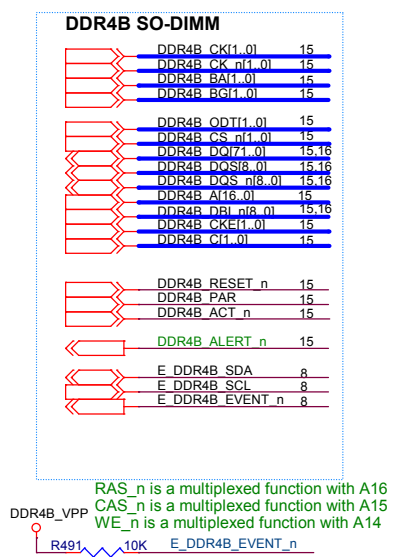 DDR4B SO-DIMM
DDR4B_CK[1..0] 15
DDR4B_CK_n[1..0] 15
DDR4B_BA[1..0] 15
DDR4B_BG[1..0] 15
DDR4B_ODT[1..0] 15
DDR4B_CS_n[1..0] 15
DDR4B_DQ[71..0] 15,16
DDR4B_DQS[8..0] 15,16
DDR4B_DQS_n[8..0] 15,16
DDR4B_A[16..0] 15
DDR4B_DBI_n[8..0] 15,16
DDR4B_CKE[1..0] 15
DDR4B_C[1..0] 15
DDR4B_RESET_n 15
DDR4B_PAR 15
DDR4B_ACT_n 15
DDR4B_ALERT_n 15
E_DDR4B_SDA 8
E_DDR4B_SCL 8
E_DDR4B_EVENT_n 8
RAS_n is a multiplexed function with A16
CAS_n is a multiplexed function with A15
WE_n is a multiplexed function with A14
DDR4B_VPP
R491 10K E_DDR4B_EVENT_n